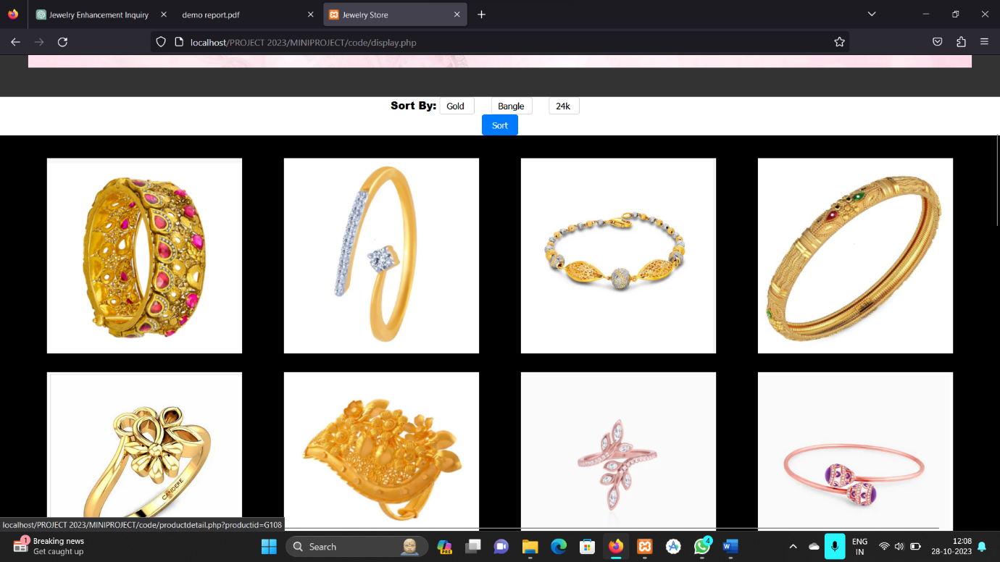 Jewelry Enhancement Inquiry
demo report.pdf
Jewelry Store
localhost/PROJECT 2023/MINIPROJECT/code/display.php
Sort By: Gold Bangle 24k
Sort
CANDERE
localhost/PROJECT 2023/MINIPROJECT/code/productdetail.php?productid=G108
1
Breaking news
Get caught up
Search
PRE
4
W
ENG
IN
12:08
28-10-2023